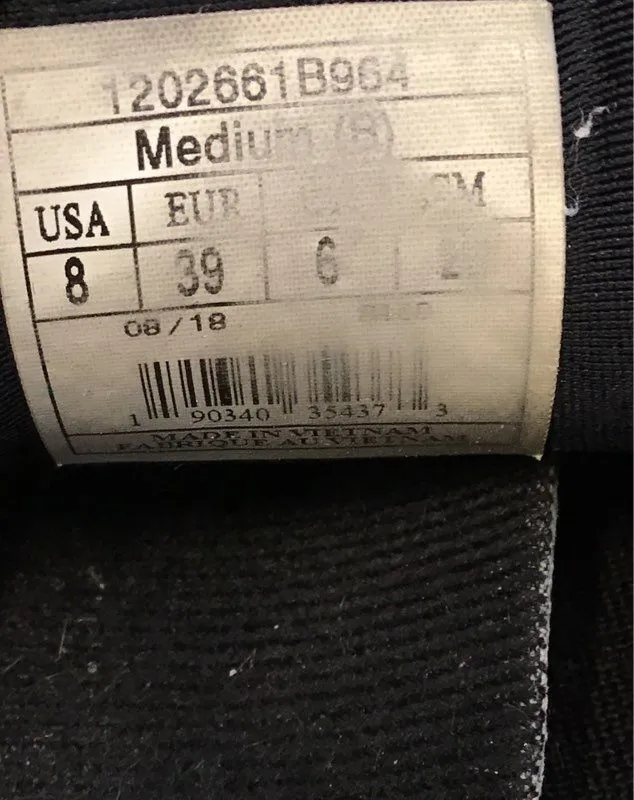 1202661B964
Medium (B)
USA EUR CM
8 39 6
08/18
1 90340 35437 3
MADE IN VIETNAM
FABRIQUE AU VIETNAM